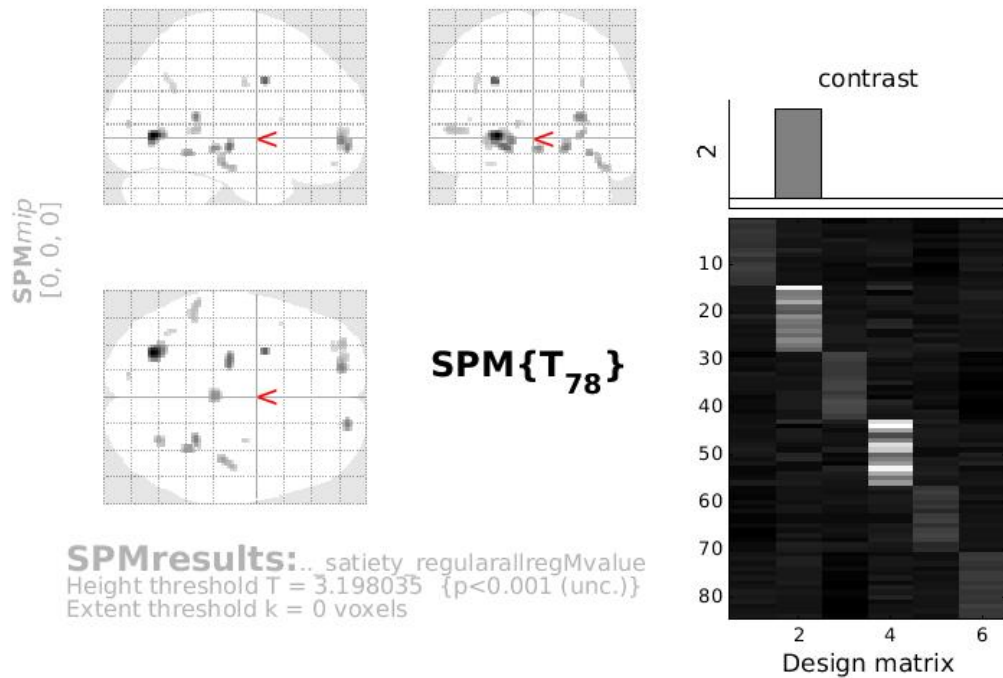 contrast
2
SPMmip
[0, 0, 0]
<
<
<
SPM{T78}
10
20
30
40
50
60
70
80
2 4 6
Design matrix
SPMresults:.._satiety_regularallregMvalue
Height threshold T = 3.198035 {p<0.001 (unc.)}
Extent threshold k = 0 voxels